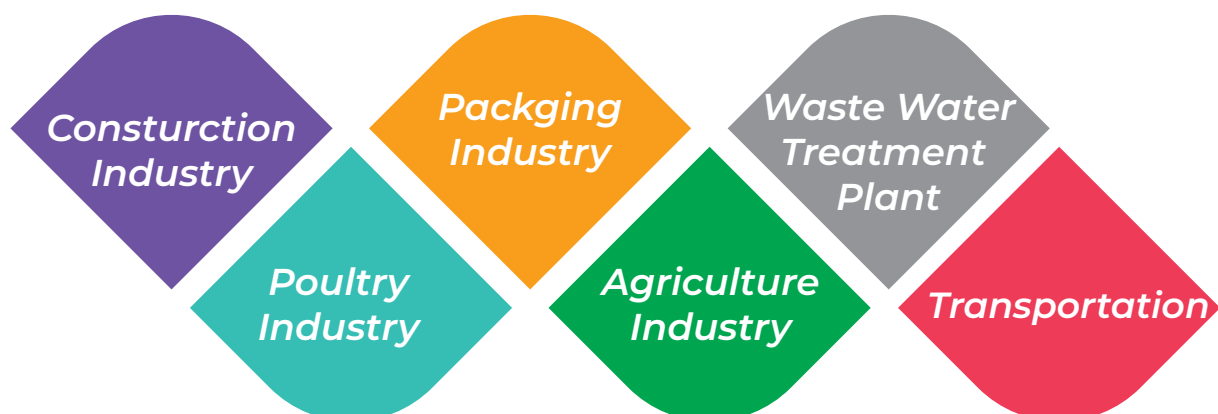 Consturction
Industry
Packging
Industry
Waste Water
Treatment
Plant
Poultry
Industry
Agriculture
Industry
Transportation